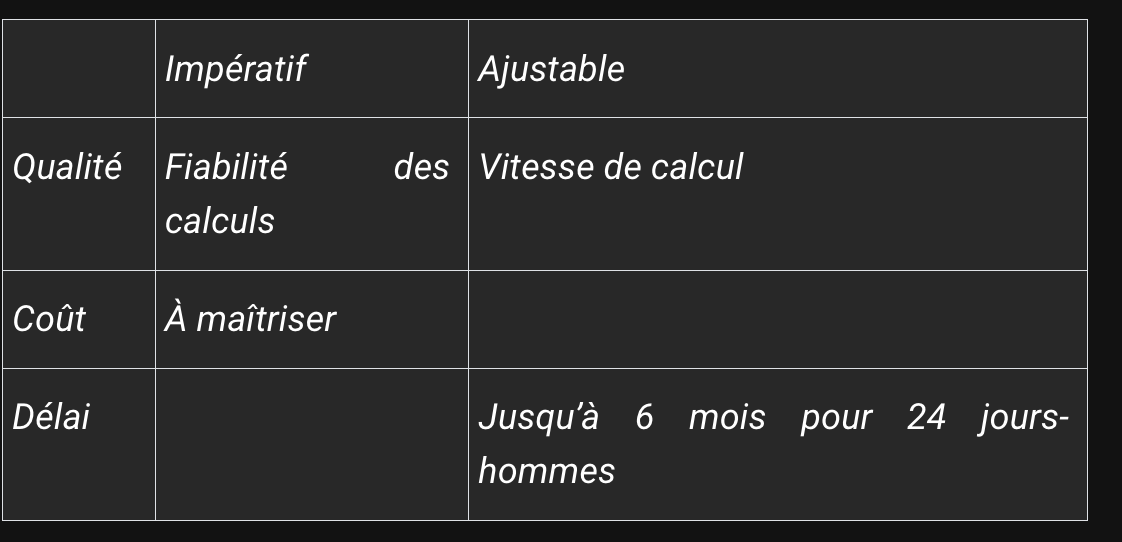 Impératif Ajustable
Qualité Fiabilité des Vitesse de calcul
calculs
Coût À maîtriser
Délai Jusqu’à 6 mois pour 24 jours-
hommes